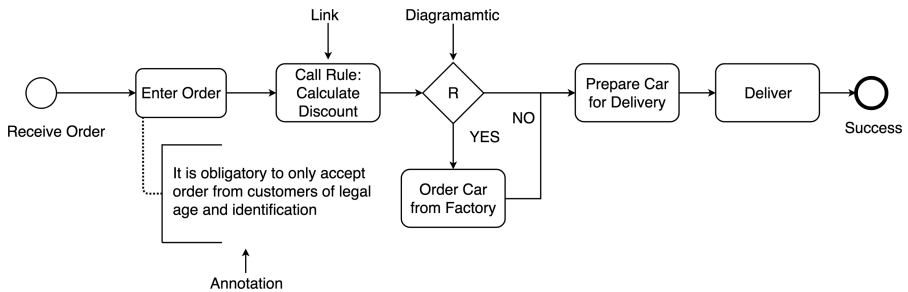 Link
Diagramamtic
Enter Order
Call Rule:
Calculate
Discount
R
Prepare Car
for Delivery
Deliver
Receive Order
NO
Success
YES
It is obligatory to only accept
order from customers of legal
age and identification
Order Car
from Factory
Annotation